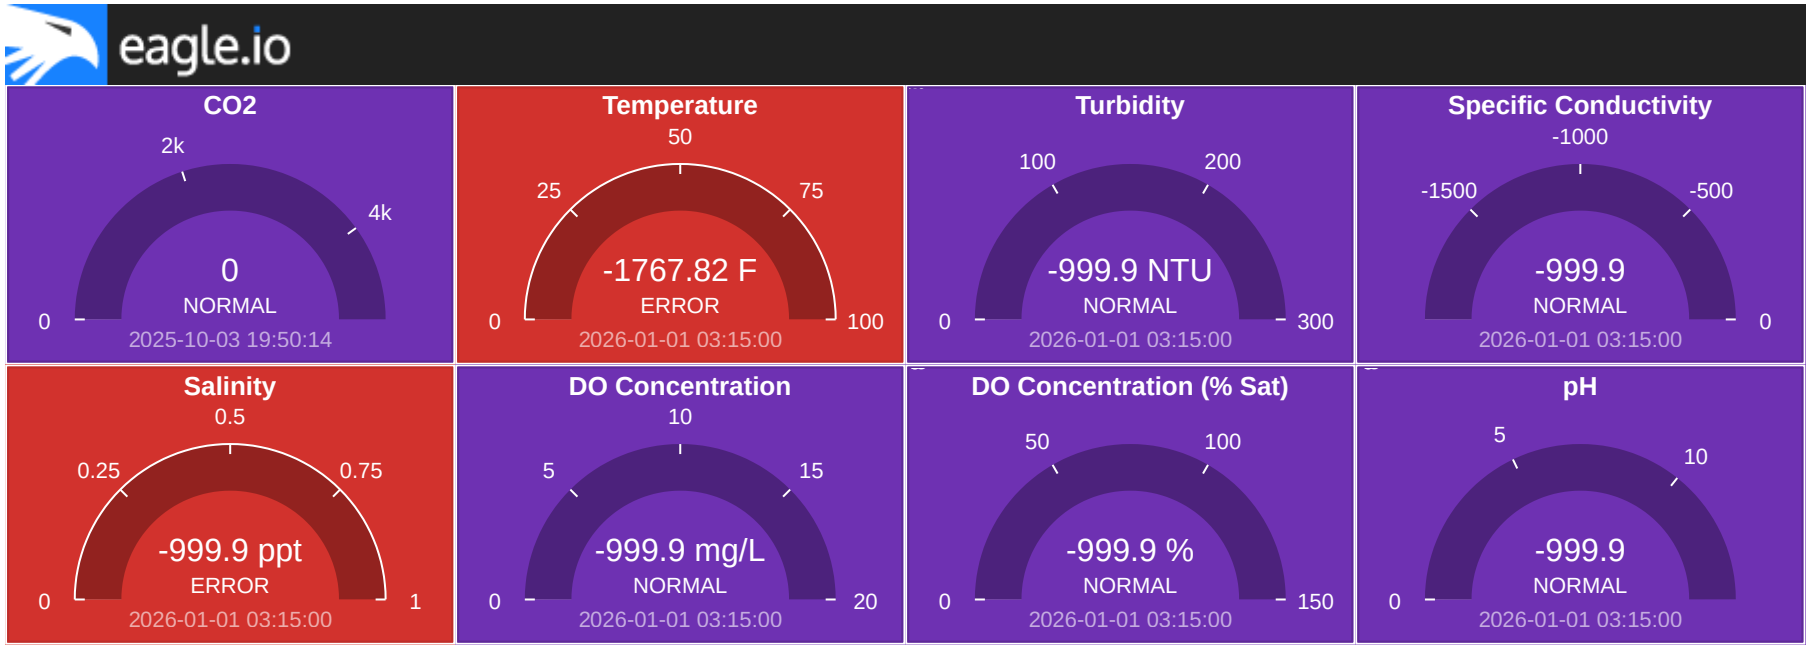 eagle.io
CO2
2k
4k
0
0
NORMAL
2025-10-03 19:50:14
Temperature
50
25
75
-1767.82 F
ERROR
0
100
2026-01-01 03:15:00
Turbidity
100
200
-999.9 NTU
NORMAL
0
300
2026-01-01 03:15:00
Specific Conductivity
-1000
-1500
-500
-999.9
NORMAL
0
2026-01-01 03:15:00
Salinity
0.5
0.25
0.75
-999.9 ppt
ERROR
0
1
2026-01-01 03:15:00
DO Concentration
10
5
15
-999.9 mg/L
NORMAL
0
20
2026-01-01 03:15:00
DO Concentration (% Sat)
50
100
-999.9 %
NORMAL
0
150
2026-01-01 03:15:00
pH
5
10
-999.9
NORMAL
0
2026-01-01 03:15:00